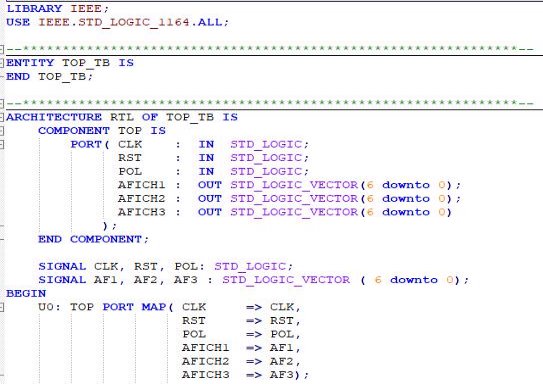 LIBRARY IEEE;
USE IEEE.STD_LOGIC_1164.ALL;
--**************************************************************--
ENTITY TOP_TB IS
END TOP_TB;
--**************************************************************--
ARCHITECTURE RTL OF TOP_TB IS
COMPONENT TOP IS
PORT( CLK : IN STD_LOGIC;
RST : IN STD_LOGIC;
POL : IN STD_LOGIC;
AFICH1 : OUT STD_LOGIC_VECTOR(6 downto 0);
AFICH2 : OUT STD_LOGIC_VECTOR(6 downto 0);
AFICH3 : OUT STD_LOGIC_VECTOR(6 downto 0)
);
END COMPONENT;
SIGNAL CLK, RST, POL: STD_LOGIC;
SIGNAL AF1, AF2, AF3 : STD_LOGIC_VECTOR ( 6 downto 0);
BEGIN
U0: TOP PORT MAP( CLK => CLK,
RST => RST,
POL => POL,
AFICH1 => AF1,
AFICH2 => AF2,
AFICH3 => AF3);